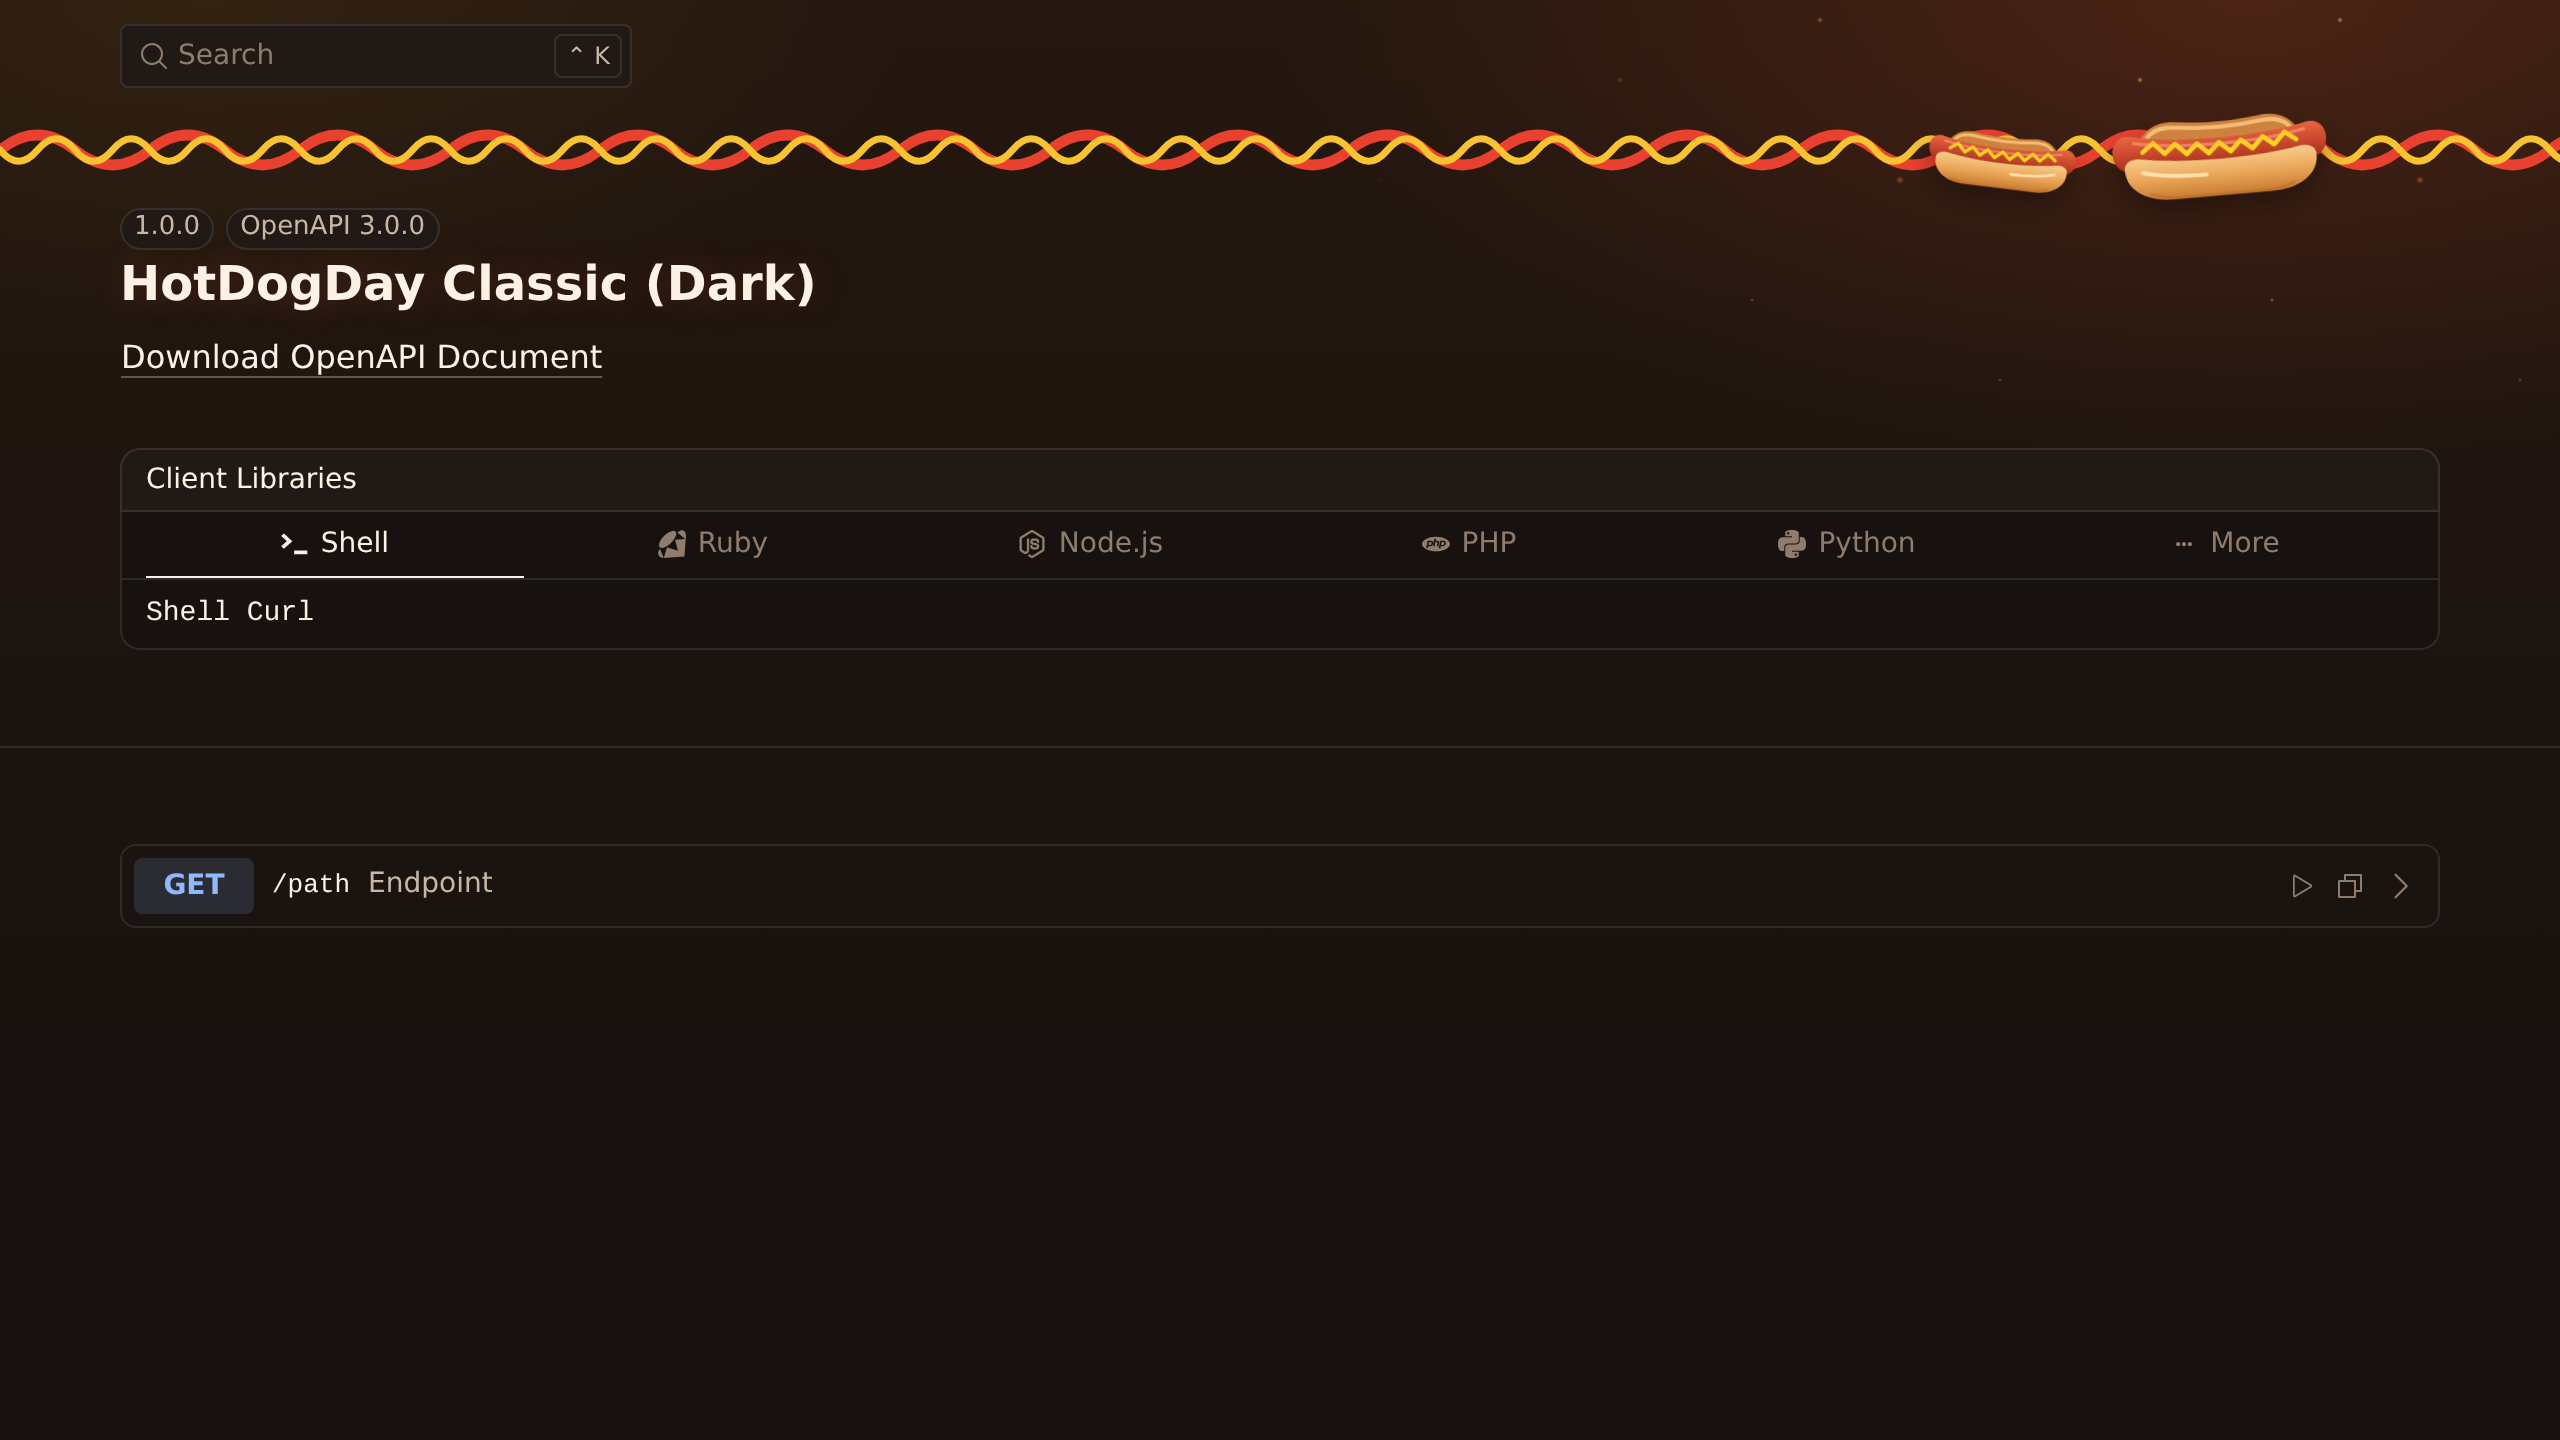 Search ⌃ K
1.0.0 OpenAPI 3.0.0
HotDogDay Classic (Dark)
Download OpenAPI Document
Client Libraries
Shell Ruby Node.js PHP Python More
Shell Curl
GET /path Endpoint